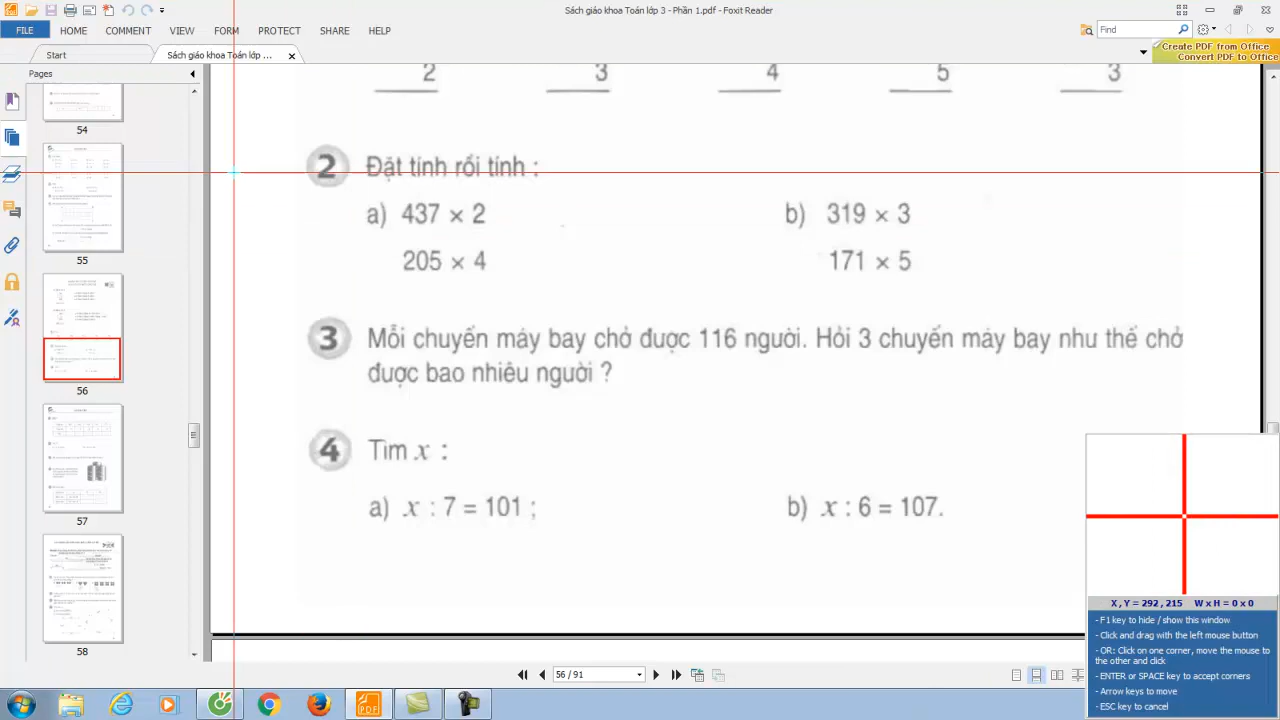 Sách giáo khoa Toán lớp 3 - Phần 1.pdf - Foxit Reader
FILE HOME COMMENT VIEW FORM PROTECT SHARE HELP
Find
Start Sách giáo khoa Toán lớp ...
Create PDF from Office
Convert PDF to Office
Pages
54
55
56
57
58
2 3 4 5 3
2 Đặt tính rồi tính :
a) 437 × 2 b) 319 × 3
205 × 4 171 × 5
3 Mỗi chuyến máy bay chở được 116 người. Hỏi 3 chuyến máy bay như thế chở
được bao nhiêu người ?
4 Tìm x :
a) x : 7 = 101 ; b) x : 6 = 107.
X , Y = 292 , 215 W x H = 0 x 0
- F1 key to hide / show this window
- Click and drag with the left mouse button
- OR: Click on one corner, move the mouse to
the other and click
- ENTER or SPACE key to accept corners
- Arrow keys to move
- ESC key to cancel
56 / 91
PDF